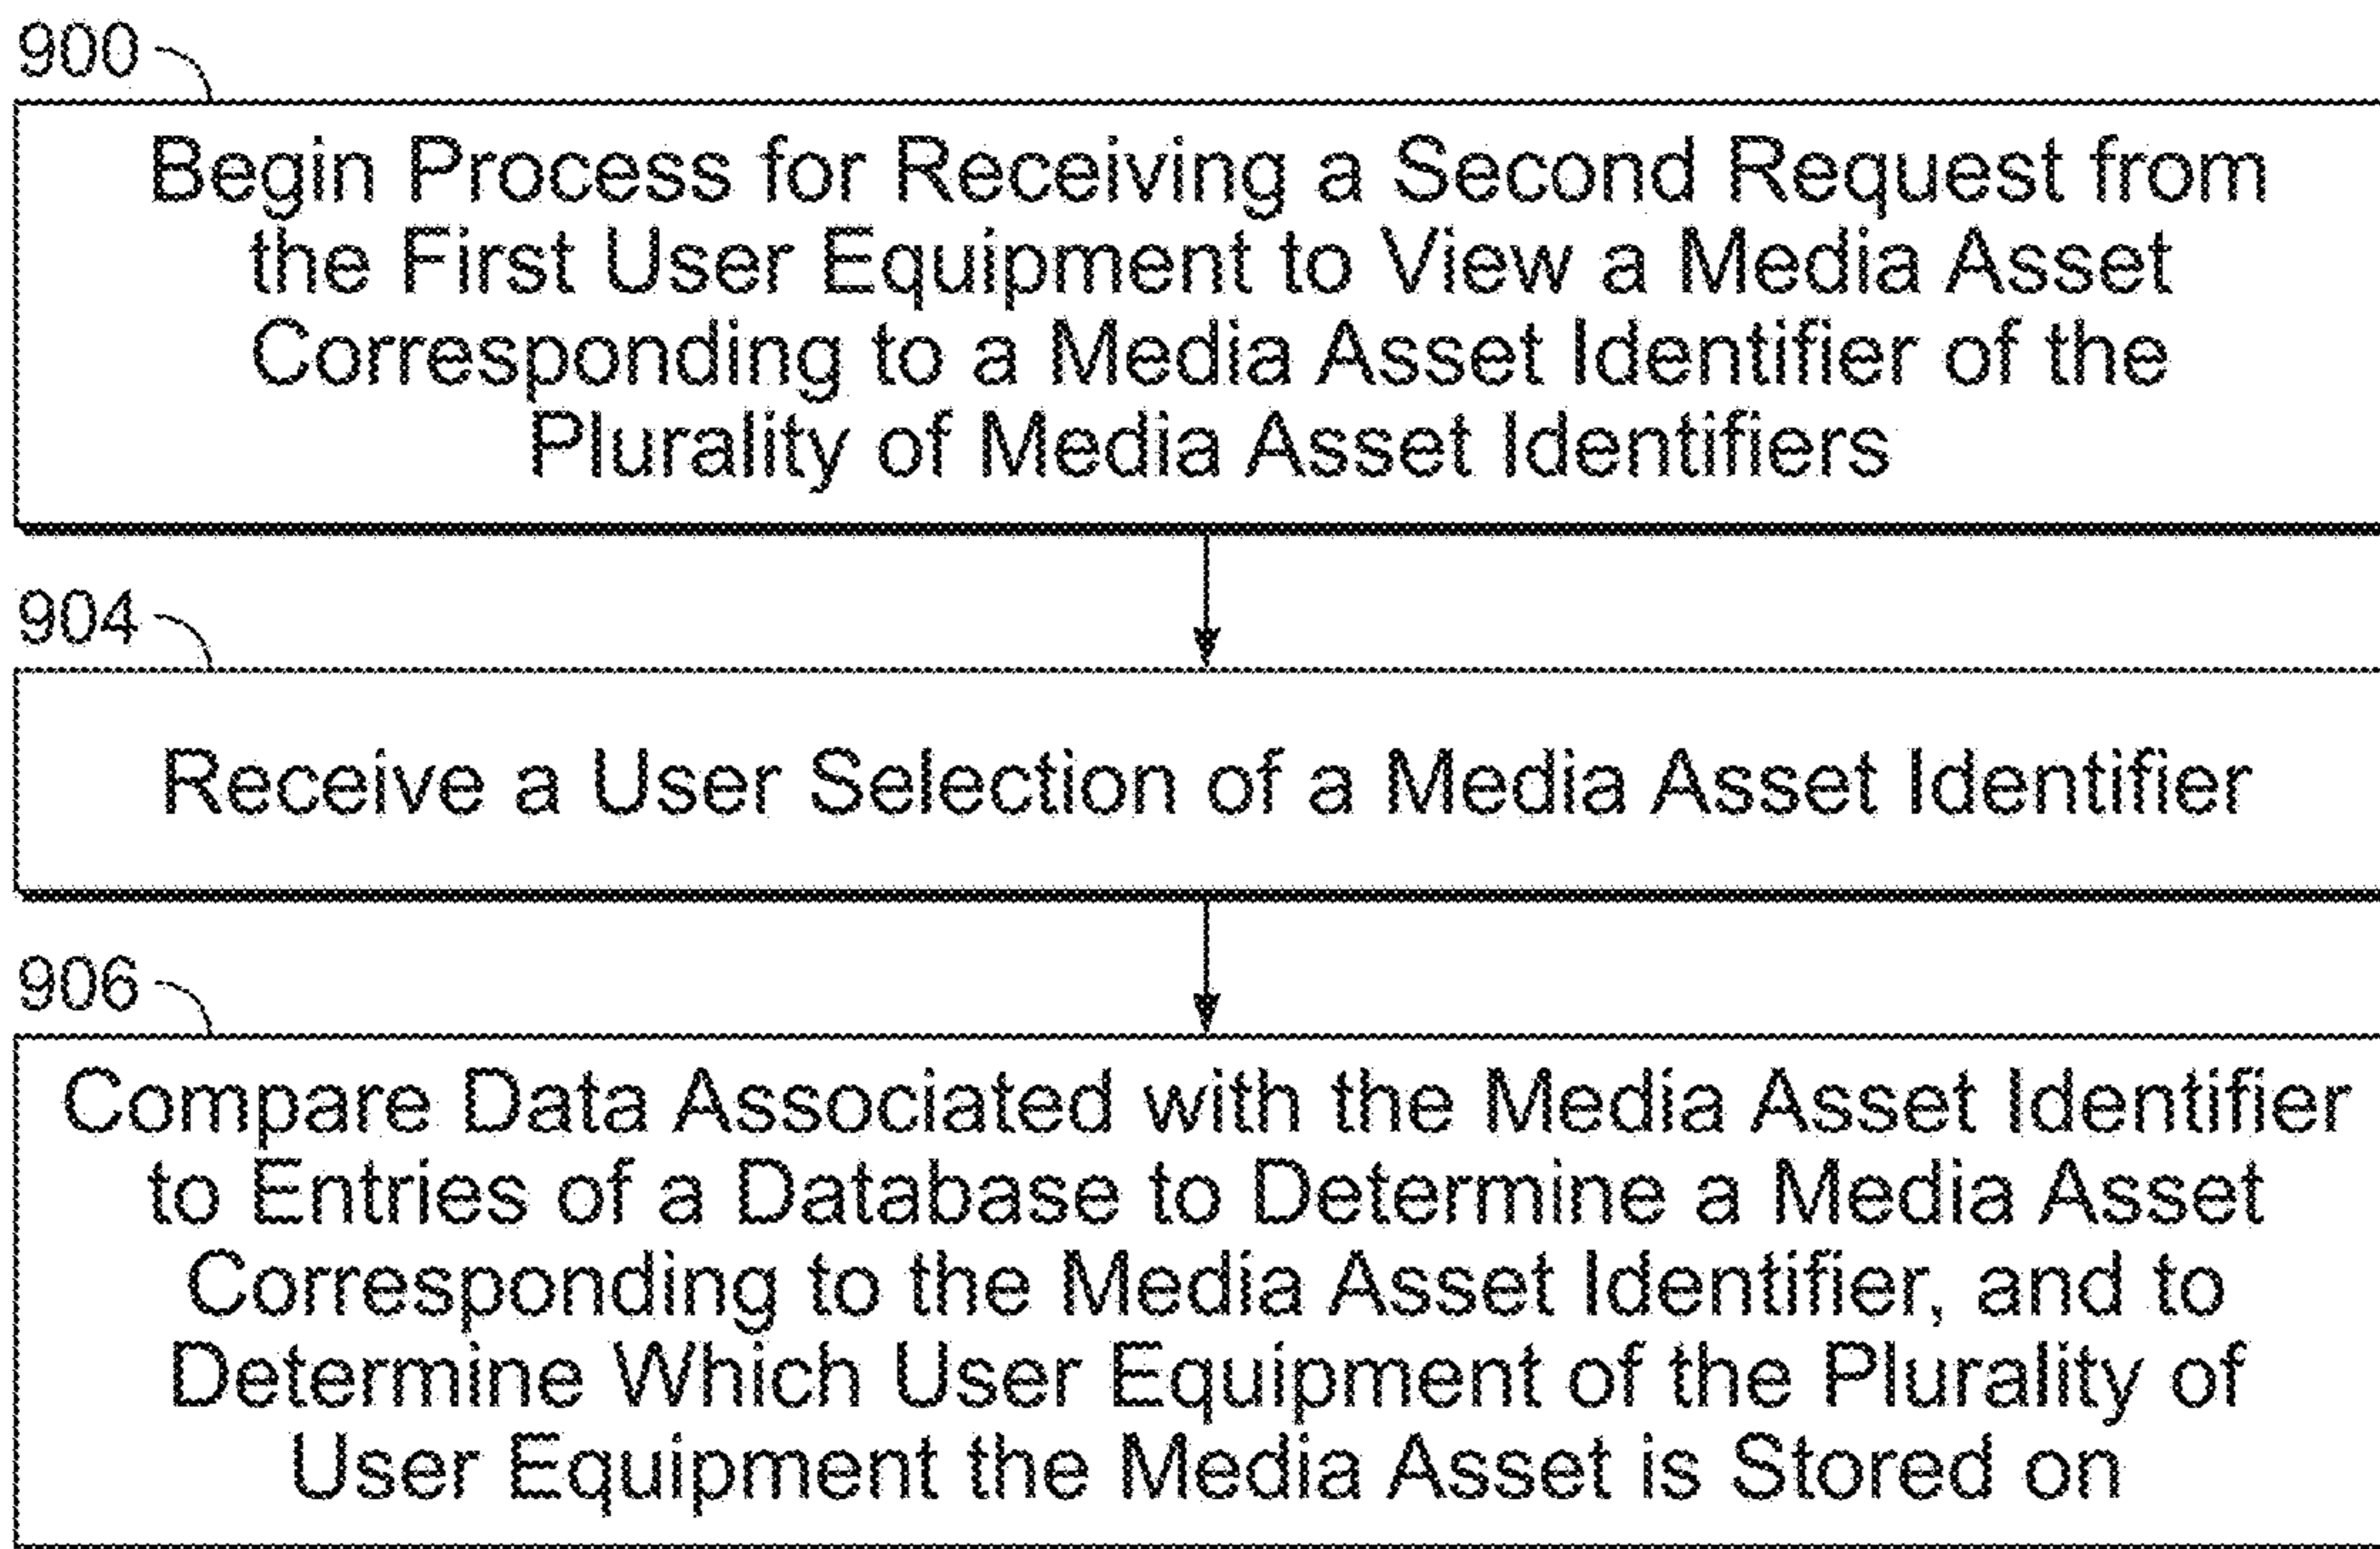 900
Begin Process for Receiving a Second Request from
the First User Equipment to View a Media Asset
Corresponding to a Media Asset Identifier of the
Plurality of Media Asset Identifiers
904
Receive a User Selection of a Media Asset Identifier
906
Compare Data Associated with the Media Asset Identifier
to Entries of a Database to Determine a Media Asset
Corresponding to the Media Asset Identifier, and to
Determine Which User Equipment of the Plurality of
User Equipment the Media Asset is Stored on